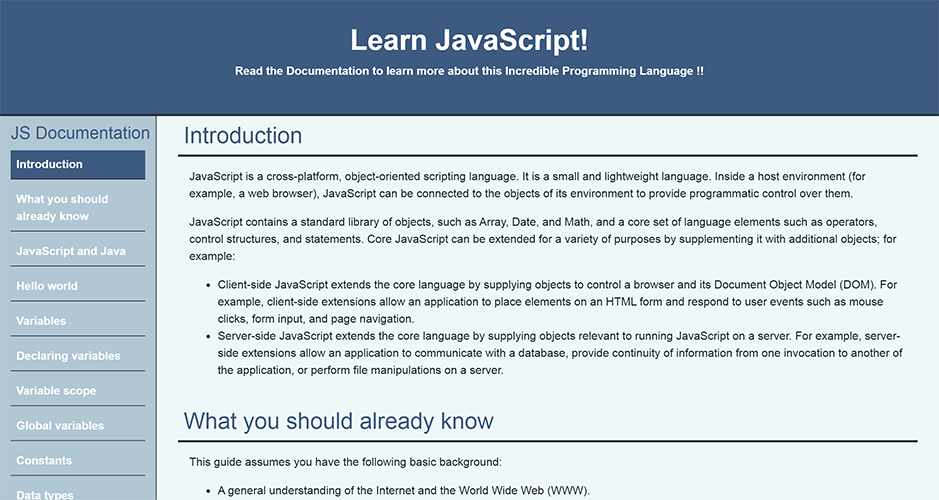 Learn JavaScript!
Read the Documentation to learn more about this Incredible Programming Language !!
JS Documentation
Introduction
What you should
already know
JavaScript and Java
Hello world
Variables
Declaring variables
Variable scope
Global variables
Constants
Data types
Introduction
JavaScript is a cross-platform, object-oriented scripting language. It is a small and lightweight language. Inside a host environment (for
example, a web browser), JavaScript can be connected to the objects of its environment to provide programmatic control over them.
JavaScript contains a standard library of objects, such as Array, Date, and Math, and a core set of language elements such as operators,
control structures, and statements. Core JavaScript can be extended for a variety of purposes by supplementing it with additional objects; for
example:
• Client-side JavaScript extends the core language by supplying objects to control a browser and its Document Object Model (DOM). For
example, client-side extensions allow an application to place elements on an HTML form and respond to user events such as mouse
clicks, form input, and page navigation.
• Server-side JavaScript extends the core language by supplying objects relevant to running JavaScript on a server. For example, server-
side extensions allow an application to communicate with a database, provide continuity of information from one invocation to another of
the application, or perform file manipulations on a server.
What you should already know
This guide assumes you have the following basic background:
• A general understanding of the Internet and the World Wide Web (WWW).